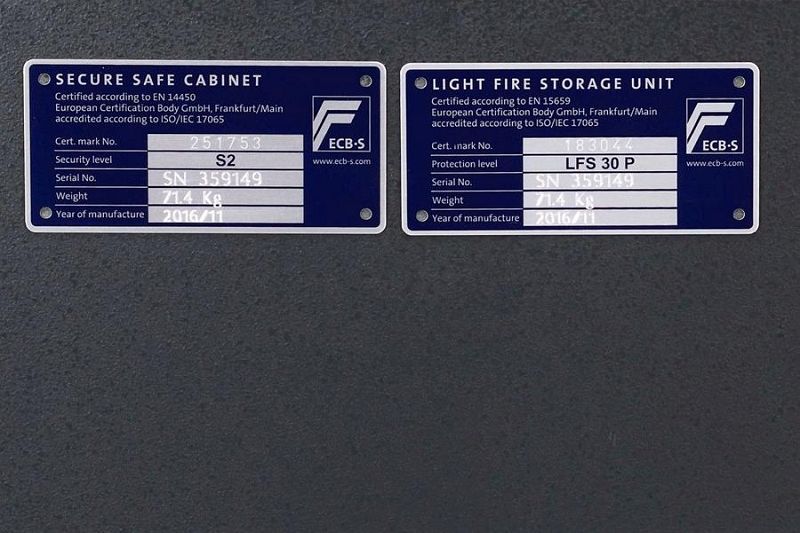 SECURE SAFE CABINET
Certified according to EN 14450
European Certification Body GmbH, Frankfurt/Main
accredited according to ISO/IEC 17065
ECB·S
www.ecb-s.com
Cert. mark No. 251753
Security level S2
Serial No. SN 359149
Weight 71.4 Kg
Year of manufacture 2016/11
LIGHT FIRE STORAGE UNIT
Certified according to EN 15659
European Certification Body GmbH, Frankfurt/Main
accredited according to ISO/IEC 17065
ECB·S
www.ecb-s.com
Cert. mark No. 183044
Protection level LFS 30 P
Serial No. SN 359149
Weight 71.4 Kg
Year of manufacture 2016/11